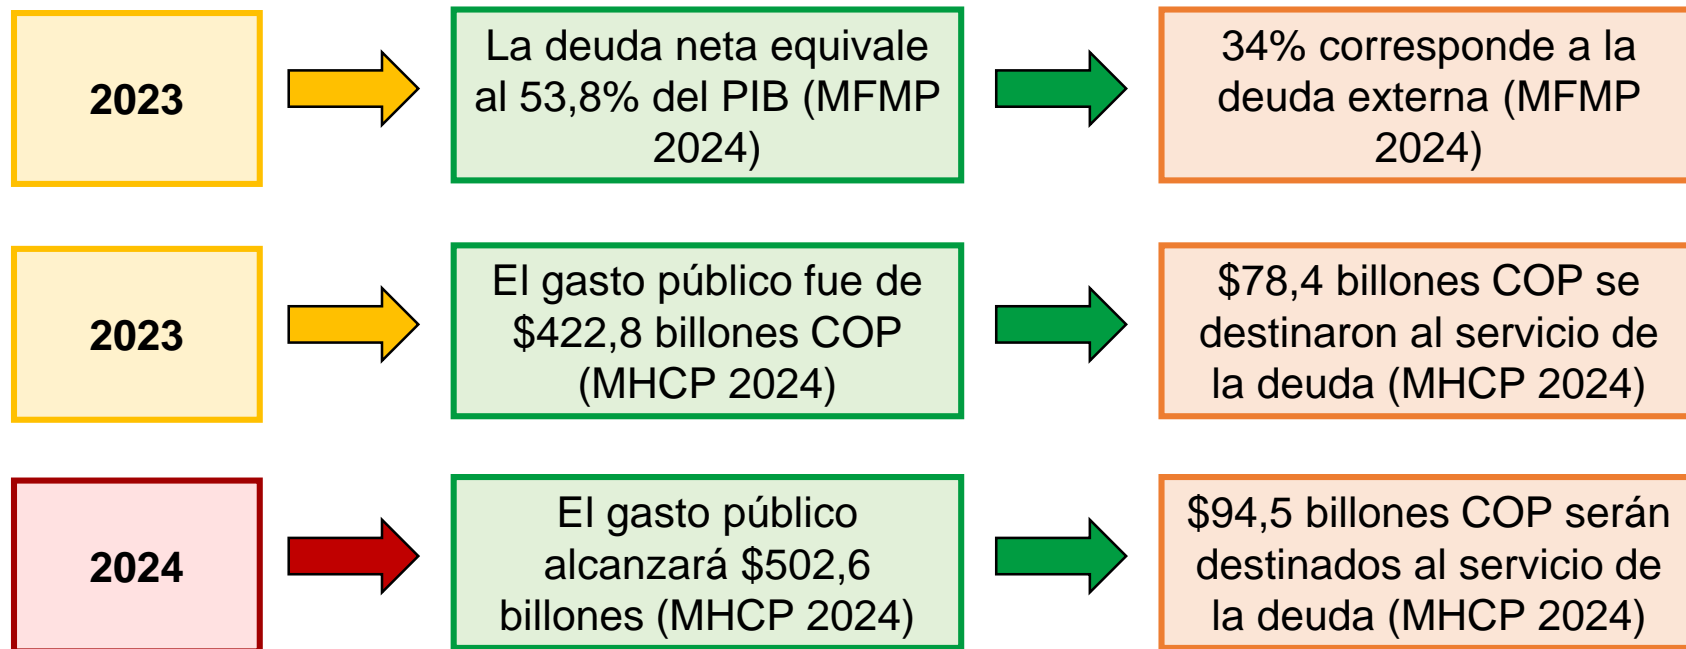 2023
La deuda neta equivale
al 53,8% del PIB (MFMP
2024)
34% corresponde a la
deuda externa (MFMP
2024)
2023
El gasto público fue de
$422,8 billones COP
(MHCP 2024)
$78,4 billones COP se
destinaron al servicio de
la deuda (MHCP 2024)
2024
El gasto público
alcanzará $502,6
billones (MHCP 2024)
$94,5 billones COP serán
destinados al servicio de
la deuda (MHCP 2024)